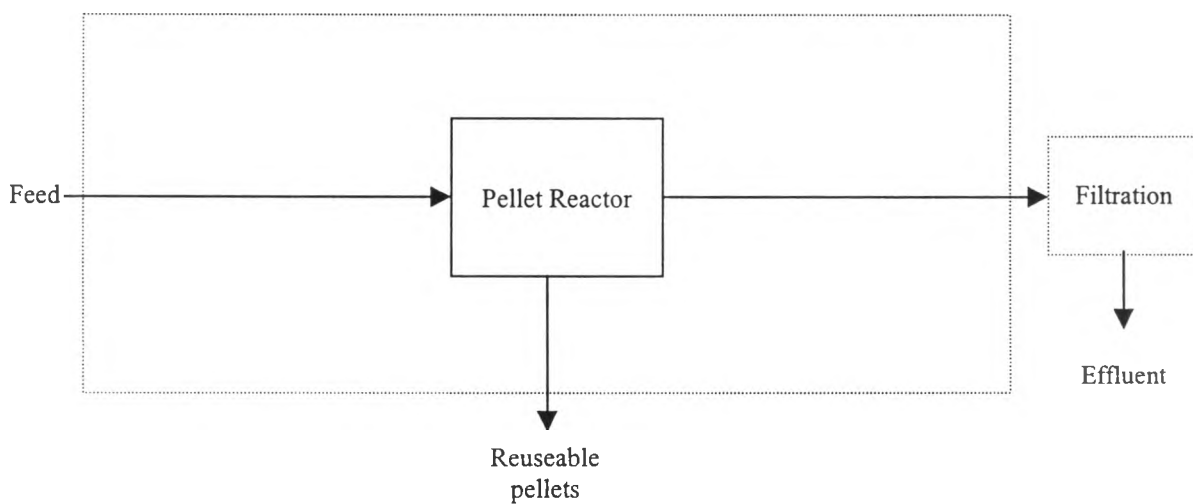 Feed
Pellet Reactor
Filtration
Effluent
Reuseable
pellets